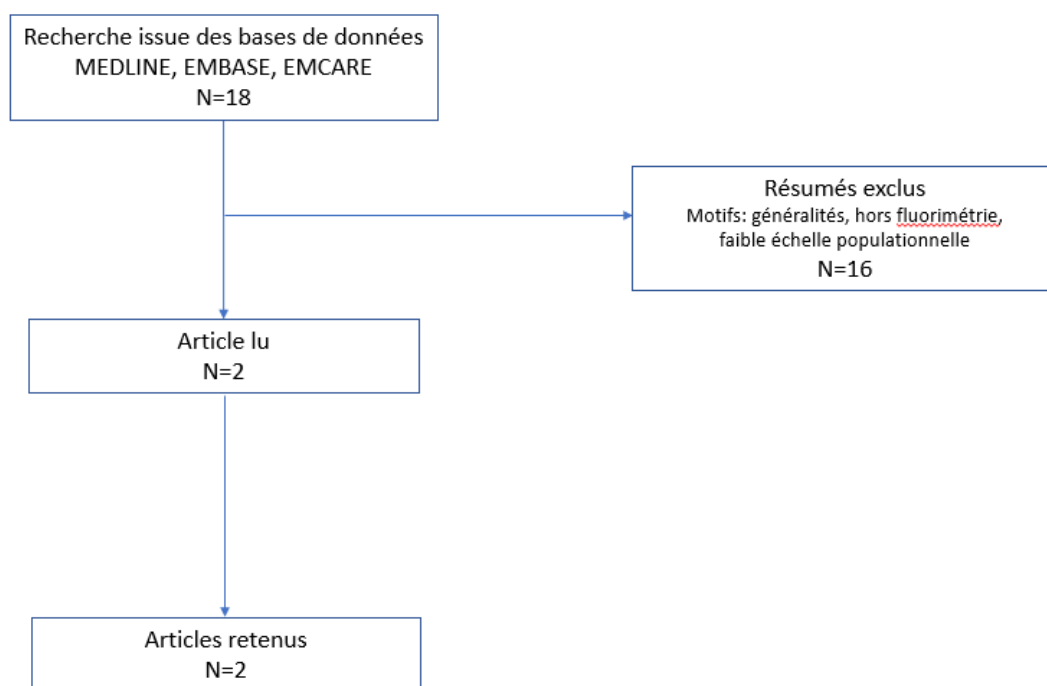 Recherche issue des bases de données
MEDLINE, EMBASE, EMCARE
N=18
Résumés exclus
Motifs: généralités, hors fluorimétrie,
faible échelle populationnelle
N=16
Article lu
N=2
Articles retenus
N=2